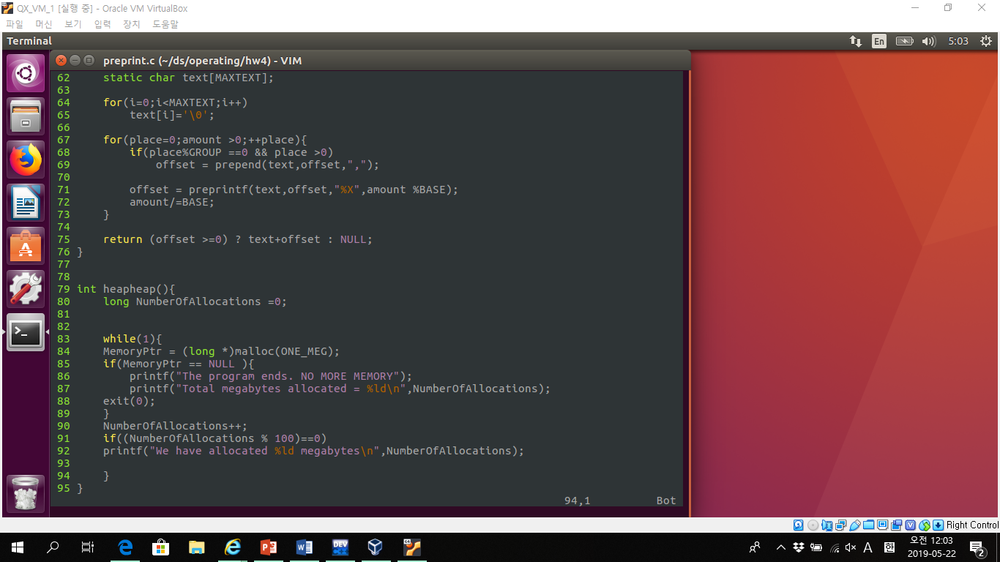 QX_VM_1 [실행 중] - Oracle VM VirtualBox
파일 머신 보기 입력 장치 도움말
Terminal En 5:03
preprint.c (~/ds/operating/hw4) - VIM
62     static char text[MAXTEXT];
63
64     for(i=0;i<MAXTEXT;i++)
65         text[i]='\0';
66
67     for(place=0;amount >0;++place){
68         if(place%GROUP ==0 && place >0)
69             offset = prepend(text,offset,",");
70
71         offset = preprintf(text,offset,"%X",amount %BASE);
72         amount/=BASE;
73     }
74
75     return (offset >=0) ? text+offset : NULL;
76 }
77
78
79 int heapheap(){
80     long NumberOfAllocations =0;
81
82
83     while(1){
84     MemoryPtr = (long *)malloc(ONE_MEG);
85     if(MemoryPtr == NULL ){
86         printf("The program ends. NO MORE MEMORY");
87         printf("Total megabytes allocated = %ld\n",NumberOfAllocations);
88     exit(0);
89     }
90     NumberOfAllocations++;
91     if((NumberOfAllocations % 100)==0)
92     printf("We have allocated %ld megabytes\n",NumberOfAllocations);
93
94     }
95 }
94,1 Bot
Right Control
DEV
A 한 오전 12:03
2019-05-22
2